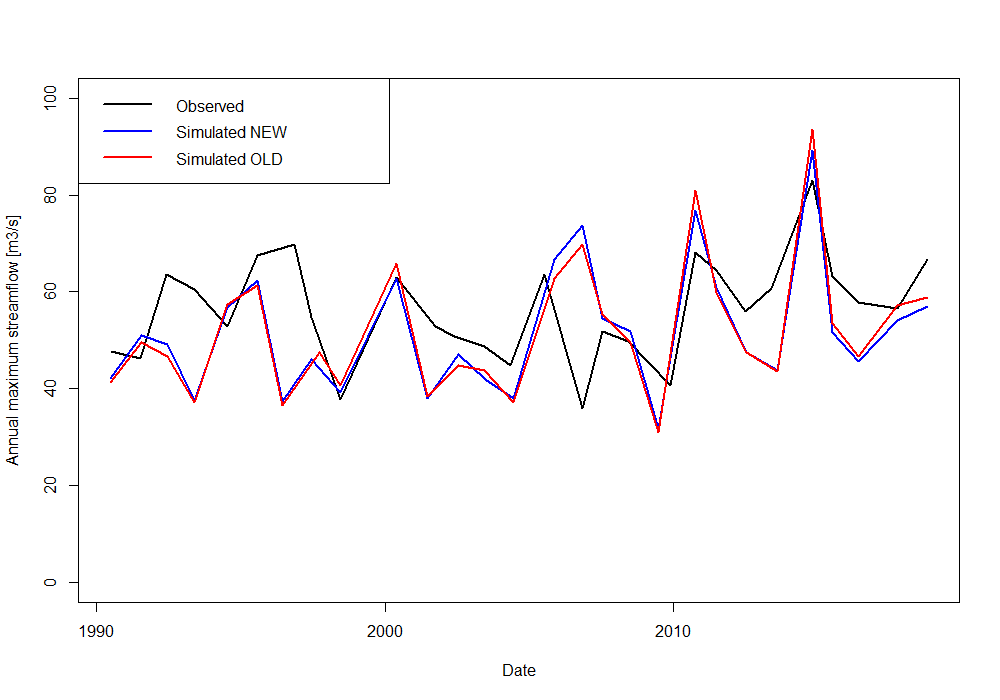 Observed
Simulated NEW
Simulated OLD
Annual maximum streamflow [m3/s]
100
80
60
40
20
0
1990
2000
2010
Date